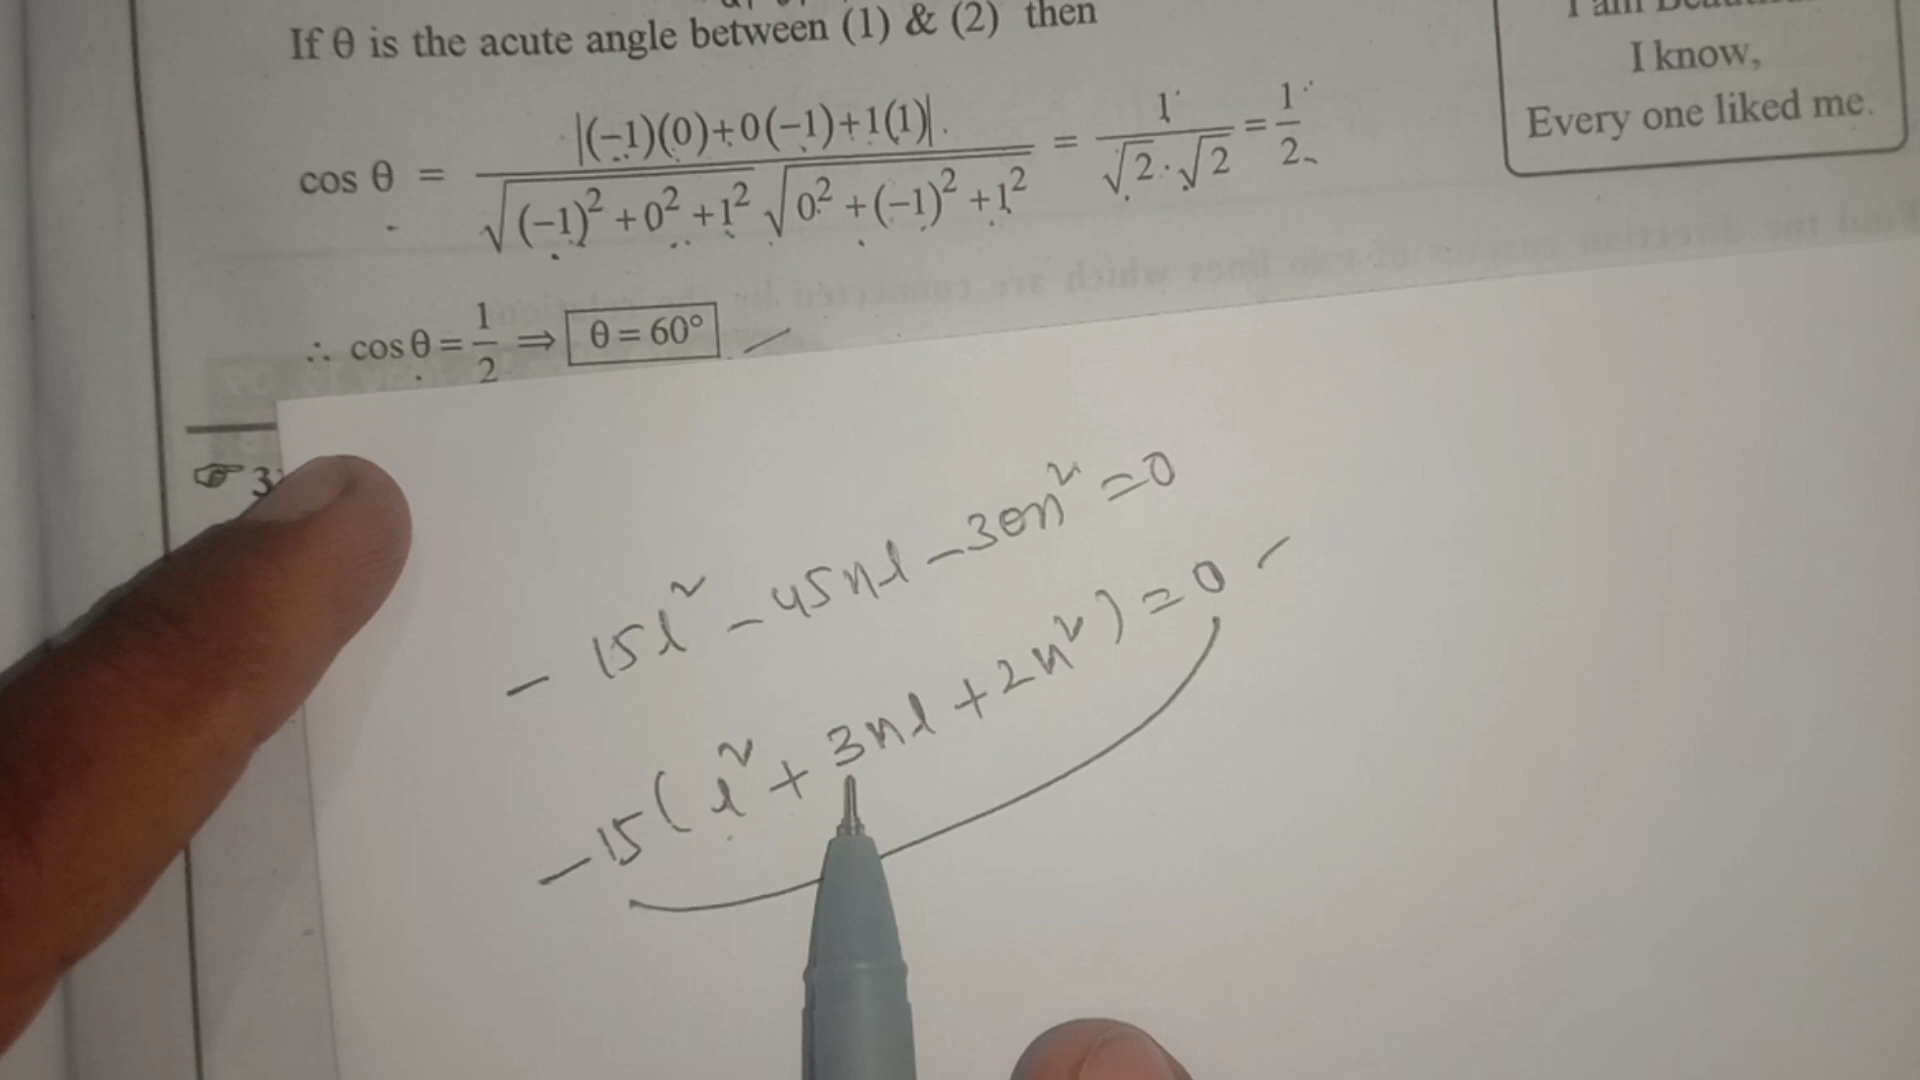 If θ is the acute angle between (1) & (2) then
I know,
Every one liked me.
cos θ = |(−1)(0)+0(−1)+1(1)| / √(−1)²+0²+1² √0²+(−1)²+1² = 1/√2·√2 = 1/2
∴ cos θ = 1/2 ⇒ θ = 60°
☞ 3
− 15l² − 45nl − 30n² = 0
−15(l² + 3nl + 2n²) = 0